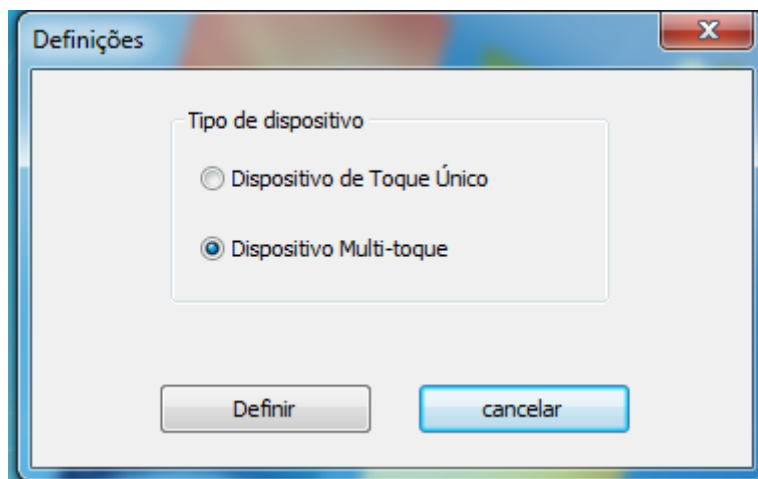 Definições
Tipo de dispositivo
Dispositivo de Toque Único
Dispositivo Multi-toque
Definir
cancelar